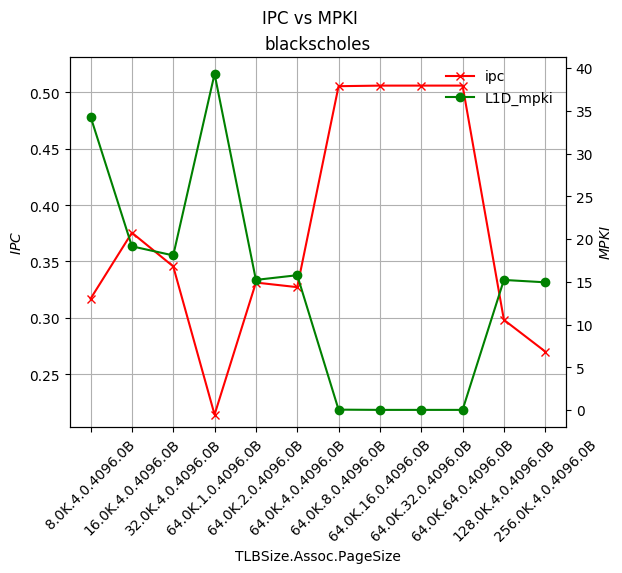 IPC vs MPKI
blackscholes
ipc
L1D_mpki
0.50
0.45
0.40
0.35
0.30
0.25
IPC
40
35
30
25
20
15
10
5
0
MPKI
8.0K.4.0.4096.0B
16.0K.4.0.4096.0B
32.0K.4.0.4096.0B
64.0K.1.0.4096.0B
64.0K.2.0.4096.0B
64.0K.4.0.4096.0B
64.0K.8.0.4096.0B
64.0K.16.0.4096.0B
64.0K.32.0.4096.0B
64.0K.64.0.4096.0B
128.0K.4.0.4096.0B
256.0K.4.0.4096.0B
TLBSize.Assoc.PageSize